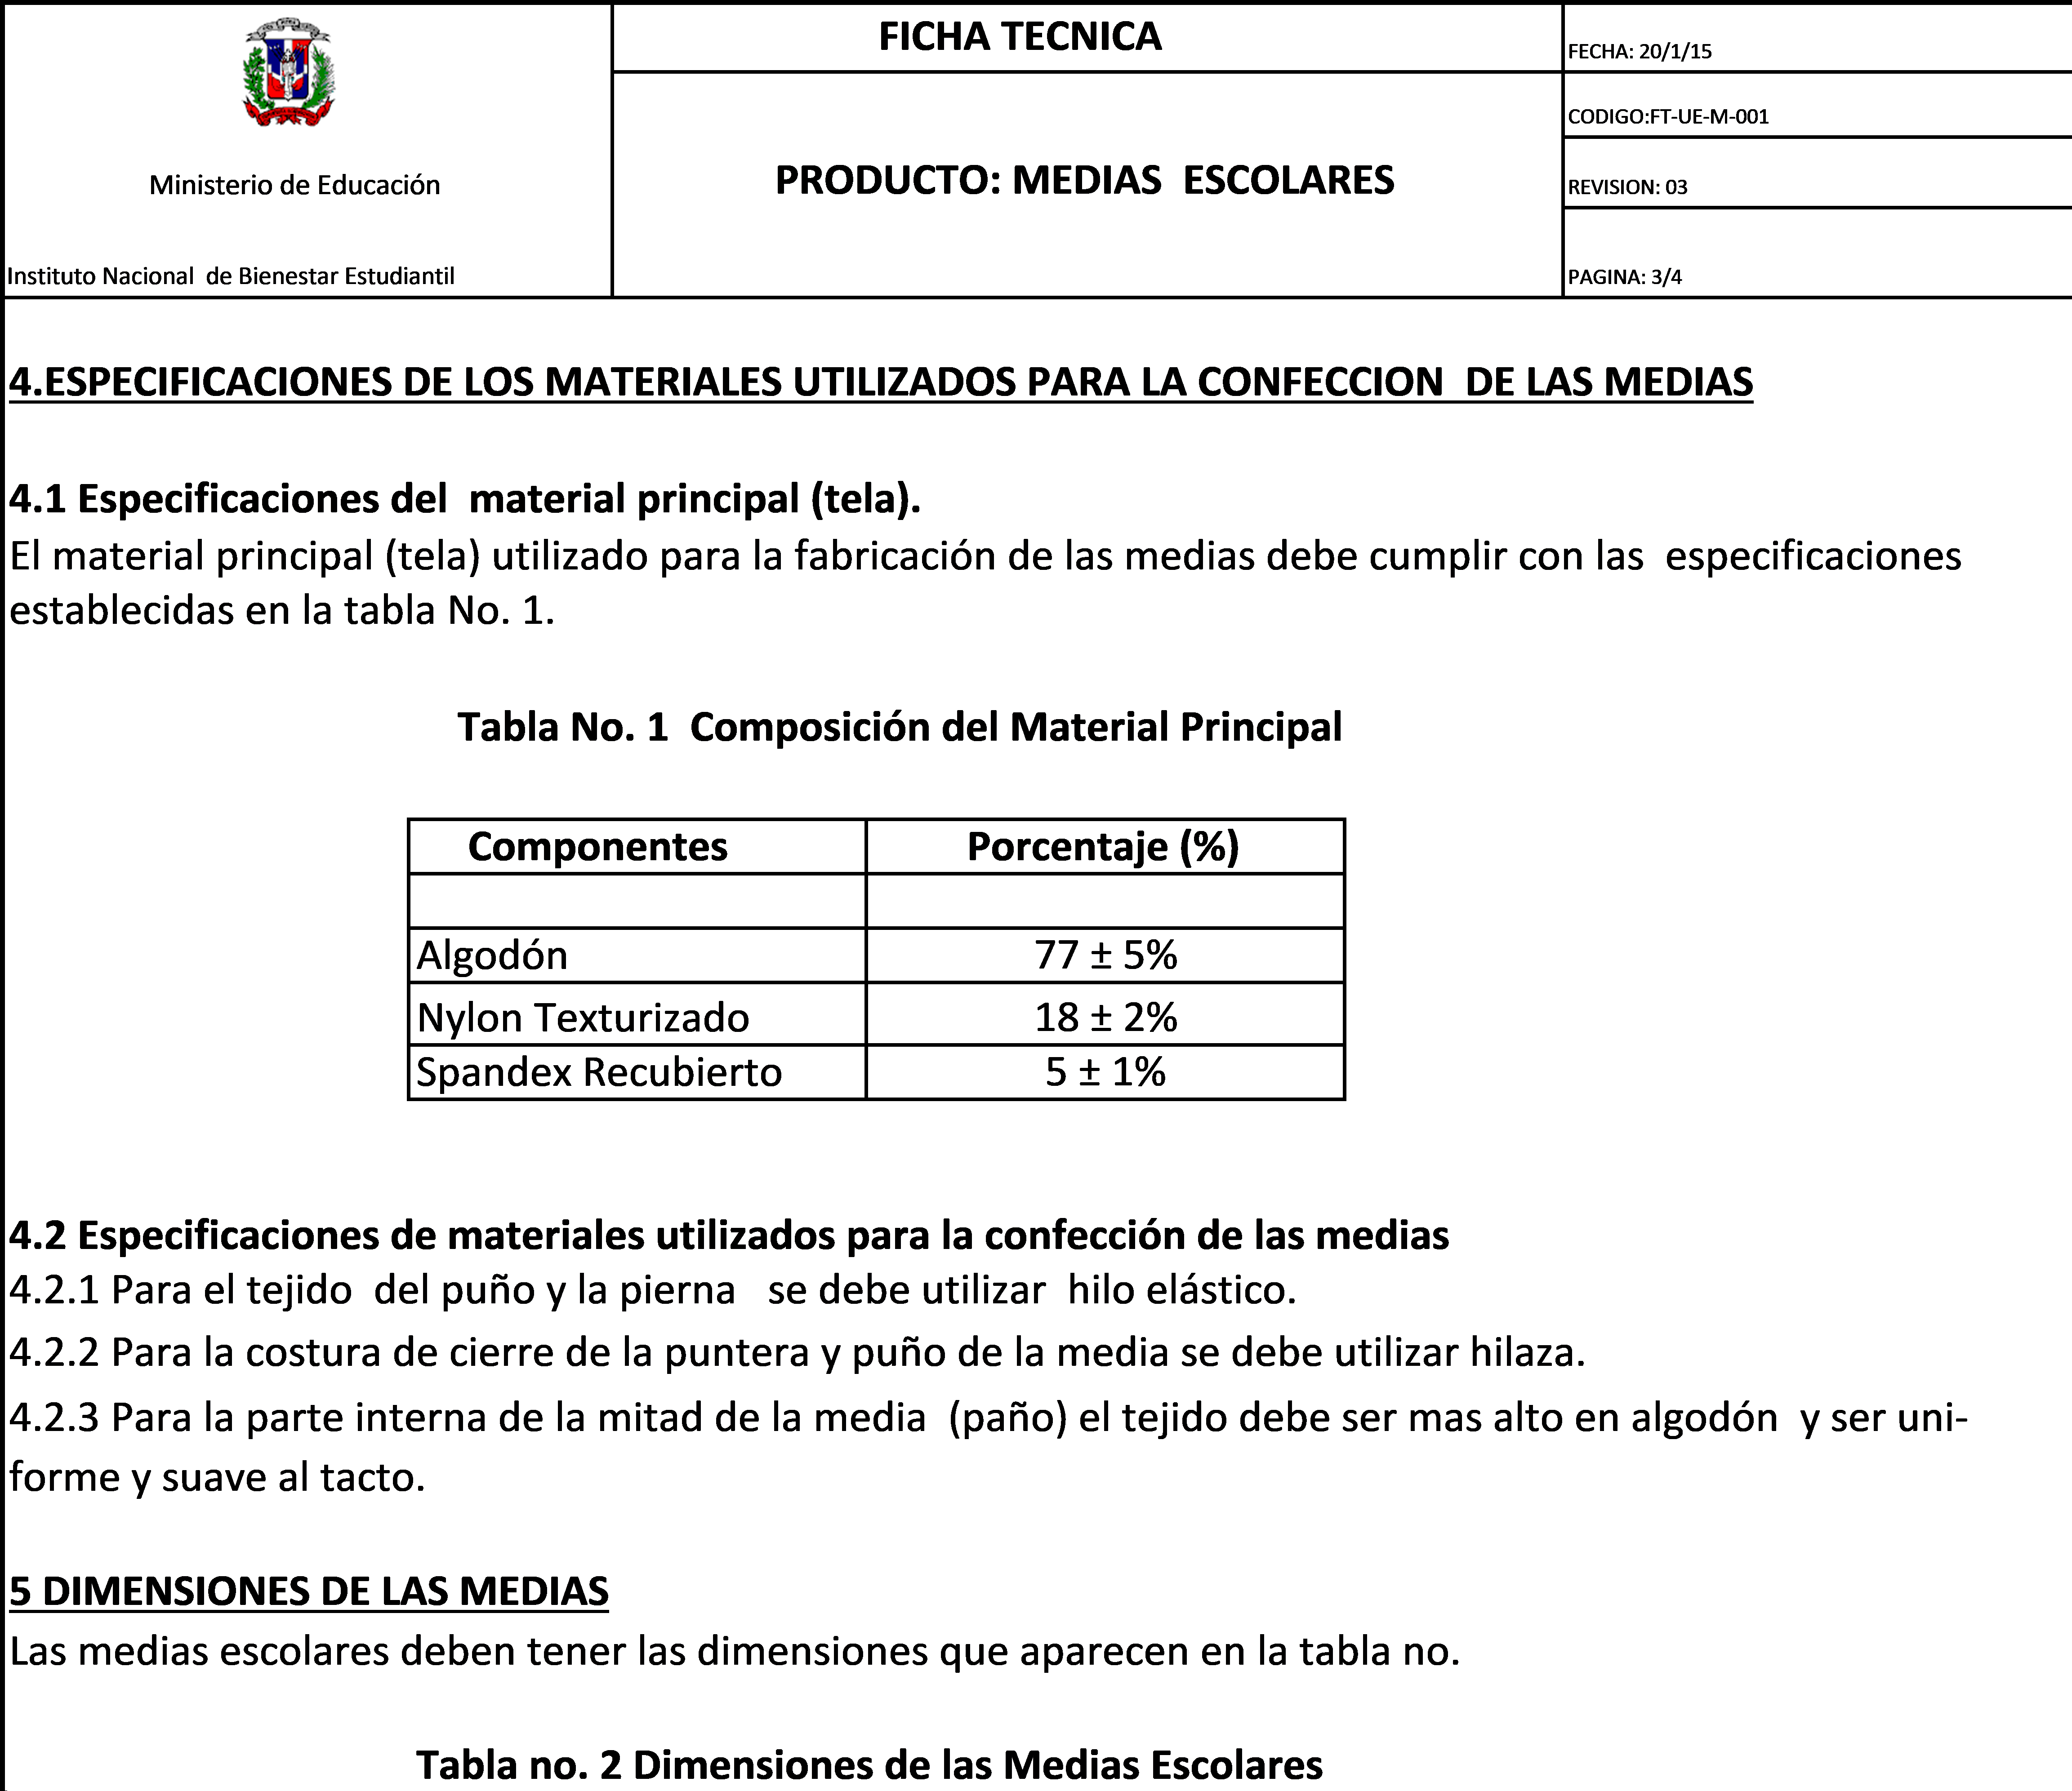 FICHA TECNICA
FECHA: 20/1/15
CODIGO:FT-UE-M-001
Ministerio de Educación
PRODUCTO: MEDIAS  ESCOLARES
REVISION: 03
Instituto Nacional  de Bienestar Estudiantil
PAGINA: 3/4
4.ESPECIFICACIONES DE LOS MATERIALES UTILIZADOS PARA LA CONFECCION  DE LAS MEDIAS
4.1 Especificaciones del  material principal (tela).
El material principal (tela) utilizado para la fabricación de las medias debe cumplir con las  especificaciones
establecidas en la tabla No. 1.
Tabla No. 1  Composición del Material Principal
Componentes Porcentaje (%)
Algodón 77 ± 5%
Nylon Texturizado 18 ± 2%
Spandex Recubierto 5 ± 1%
4.2 Especificaciones de materiales utilizados para la confección de las medias
4.2.1 Para el tejido  del puño y la pierna   se debe utilizar  hilo elástico.
4.2.2 Para la costura de cierre de la puntera y puño de la media se debe utilizar hilaza.
4.2.3 Para la parte interna de la mitad de la media  (paño) el tejido debe ser mas alto en algodón  y ser uni-
forme y suave al tacto.
5 DIMENSIONES DE LAS MEDIAS
Las medias escolares deben tener las dimensiones que aparecen en la tabla no.
Tabla no. 2 Dimensiones de las Medias Escolares